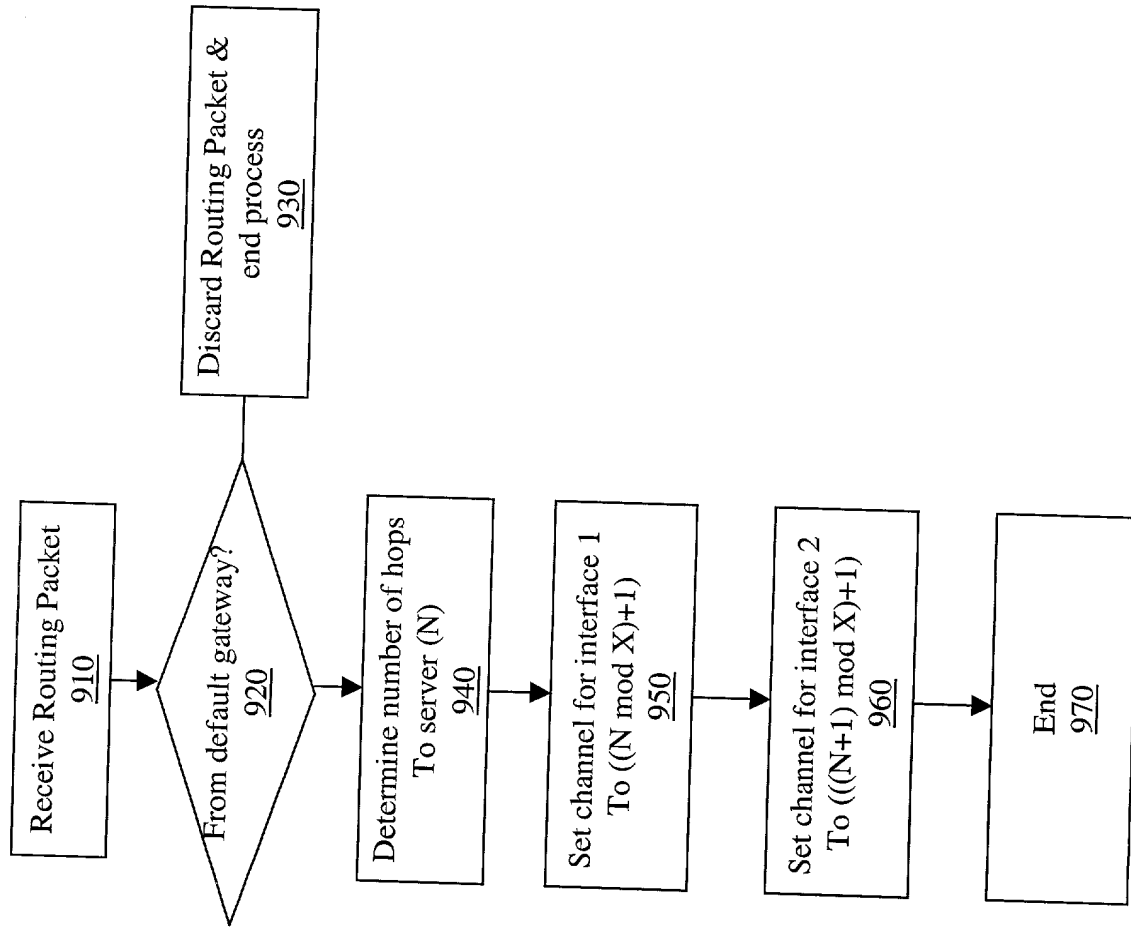 Receive Routing Packet
910
From default gateway?
920
Discard Routing Packet &
end process
930
Determine number of hops
To server (N)
940
Set channel for interface 1
To ((N mod X)+1)
950
Set channel for interface 2
To (((N+1) mod X)+1)
960
End
970